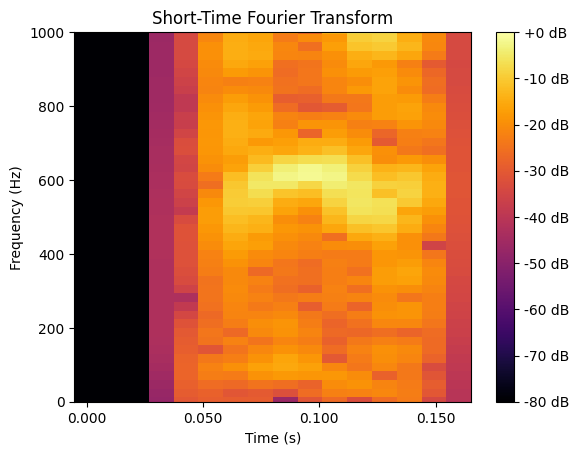 Short-Time Fourier Transform
1000
800
600
400
200
0
Frequency (Hz)
0.000
0.050
0.100
0.150
Time (s)
+0 dB
-10 dB
-20 dB
-30 dB
-40 dB
-50 dB
-60 dB
-70 dB
-80 dB